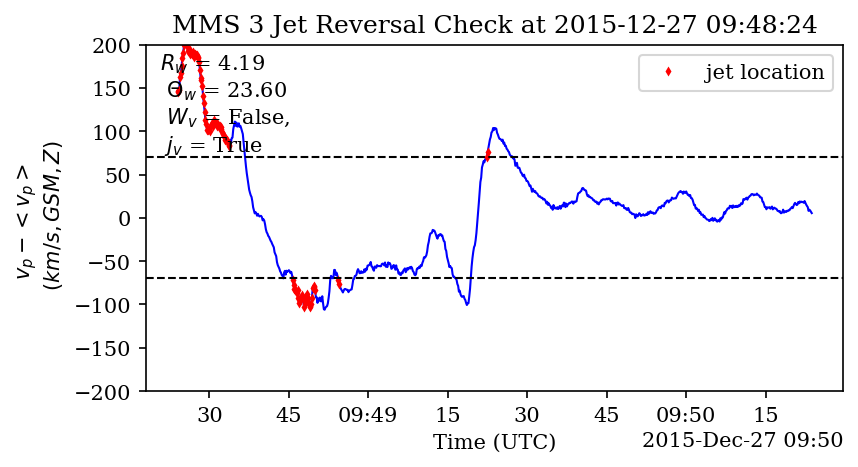 MMS 3 Jet Reversal Check at 2015-12-27 09:48:24
R_w = 4.19
Θ_w = 23.60
W_v = False,
j_v = True
jet location
v_p − < v_p >
(km/s, GSM, Z)
200
150
100
50
0
−50
−100
−150
−200
30
45
09:49
15
30
45
09:50
15
Time (UTC)
2015-Dec-27 09:50